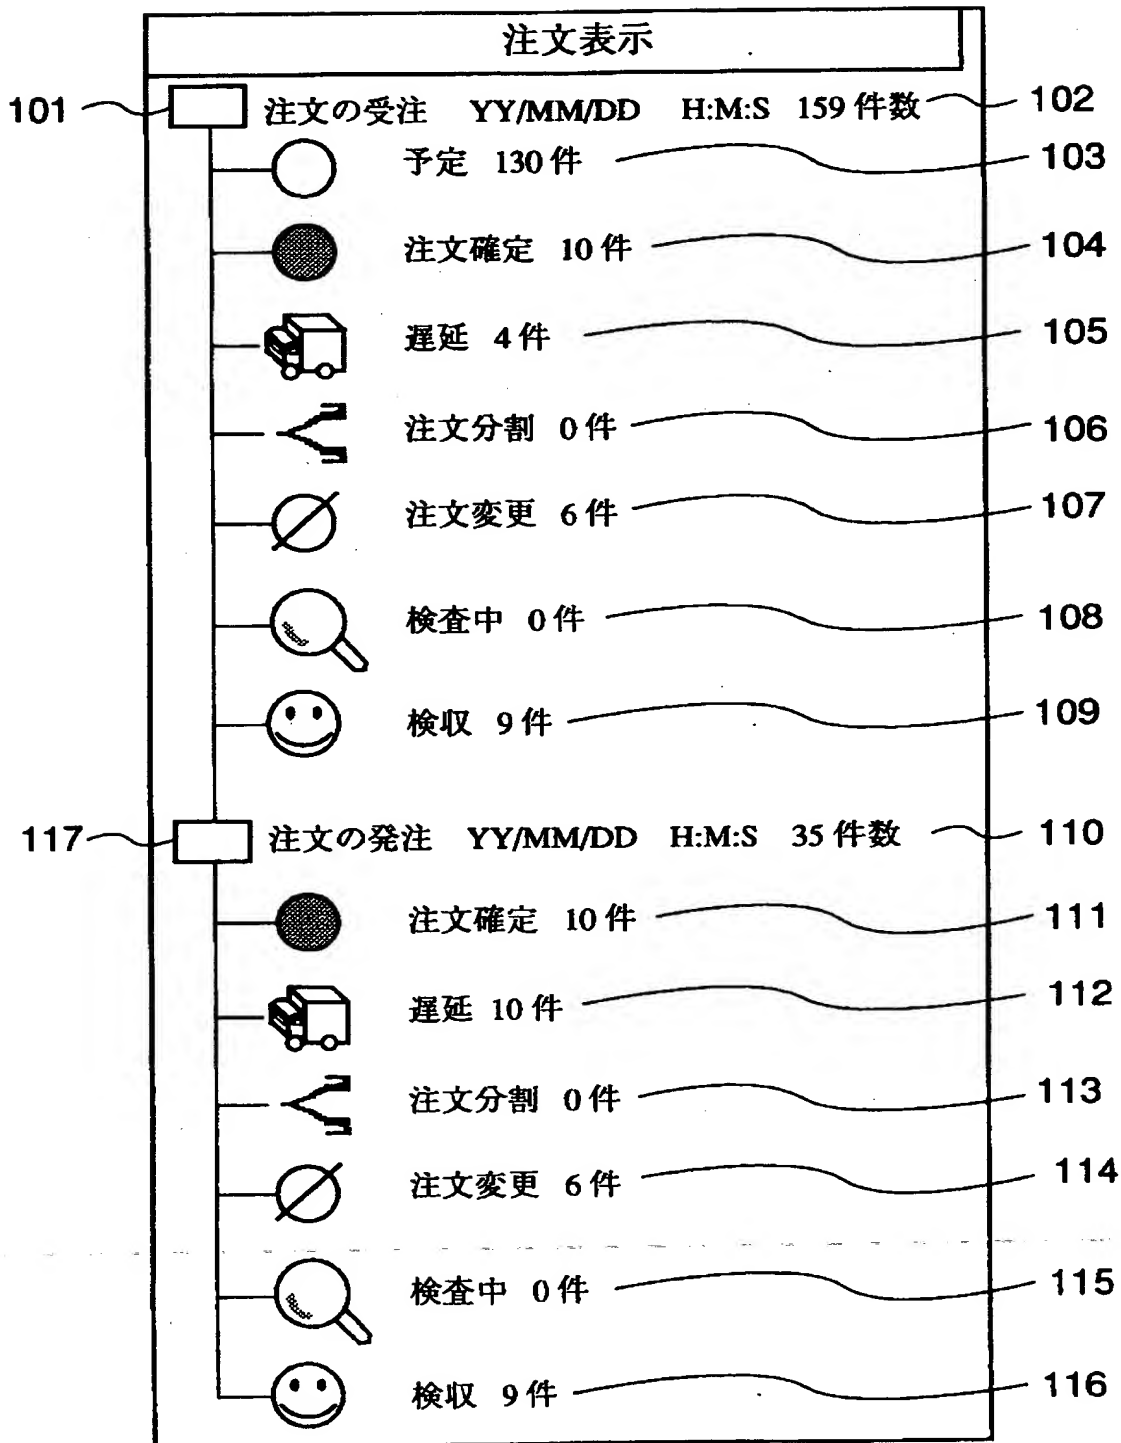 注文表示
101 注文の受注 YY/MM/DD H:M:S 159 件数 102
予定 130 件 103
注文確定 10 件 104
遅延 4 件 105
注文分割 0 件 106
注文変更 6 件 107
検査中 0 件 108
検収 9 件 109
117 注文の発注 YY/MM/DD H:M:S 35 件数 110
注文確定 10 件 111
遅延 10 件 112
注文分割 0 件 113
注文変更 6 件 114
検査中 0 件 115
検収 9 件 116